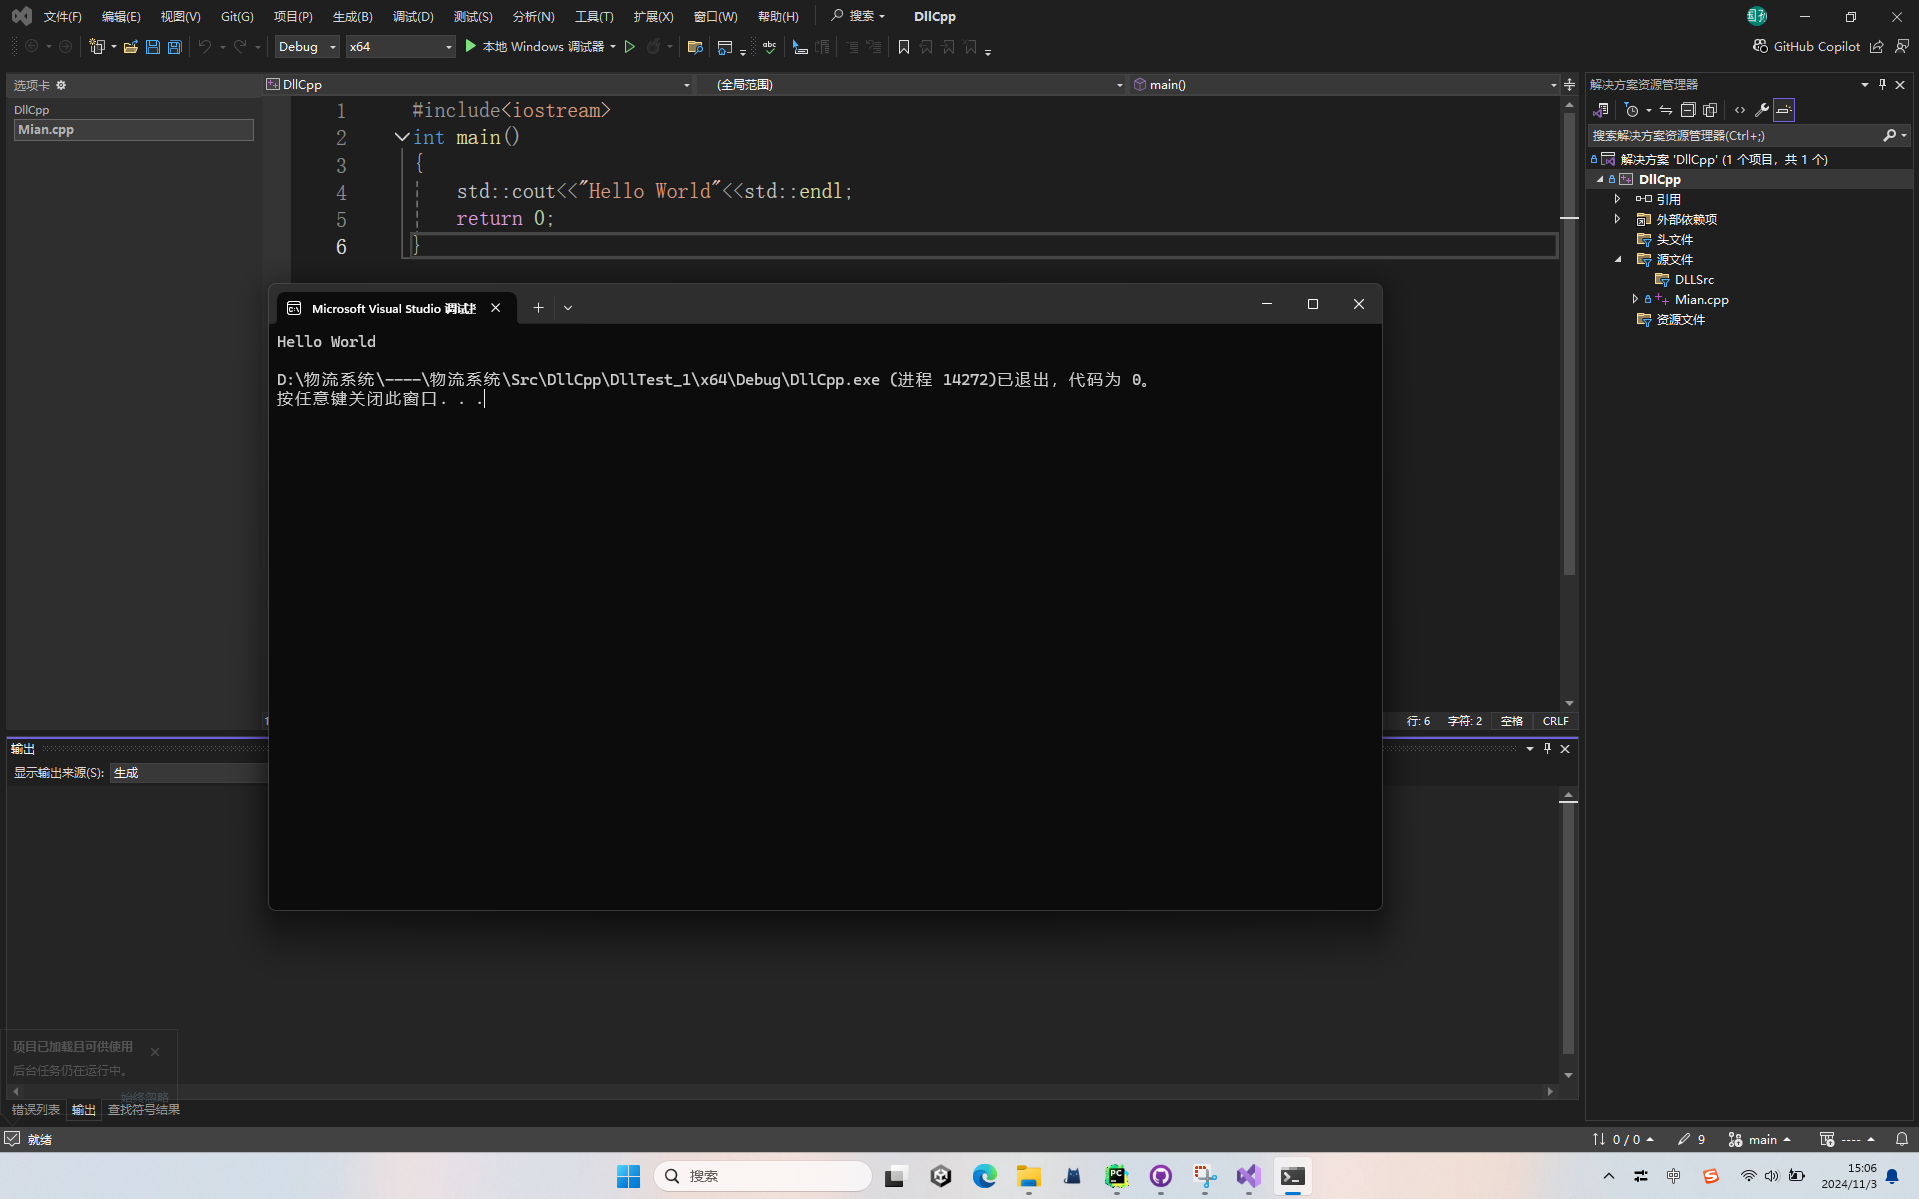 文件(F) 编辑(E) 视图(V) Git(G) 项目(P) 生成(B) 调试(D) 测试(S) 分析(N) 工具(T) 扩展(X) 窗口(W) 帮助(H) 搜索 DllCpp
Debug x64 本地 Windows 调试器 GitHub Copilot
选项卡
DllCpp
Mian.cpp
DllCpp (全局范围) main()
1 #include<iostream>
2 int main()
3 {
4 std::cout<<"Hello World"<<std::endl;
5 return 0;
6 }
Microsoft Visual Studio 调试
Hello World
D:\物流系统\----\物流系统\Src\DllCpp\DllTest_1\x64\Debug\DllCpp.exe (进程 14272)已退出，代码为 0。
按任意键关闭此窗口. . .
行: 6 字符: 2 空格 CRLF
输出
显示输出来源(S): 生成
项目已加载且可供使用
后台任务仍在运行中。
始终忽略
错误列表 输出 查找符号结果
解决方案资源管理器
搜索解决方案资源管理器(Ctrl+;)
解决方案 'DllCpp' (1 个项目，共 1 个)
DllCpp
引用
外部依赖项
头文件
源文件
DLLSrc
Mian.cpp
资源文件
就绪 0 / 0 9 main ----
搜索 中 15:06
2024/11/3